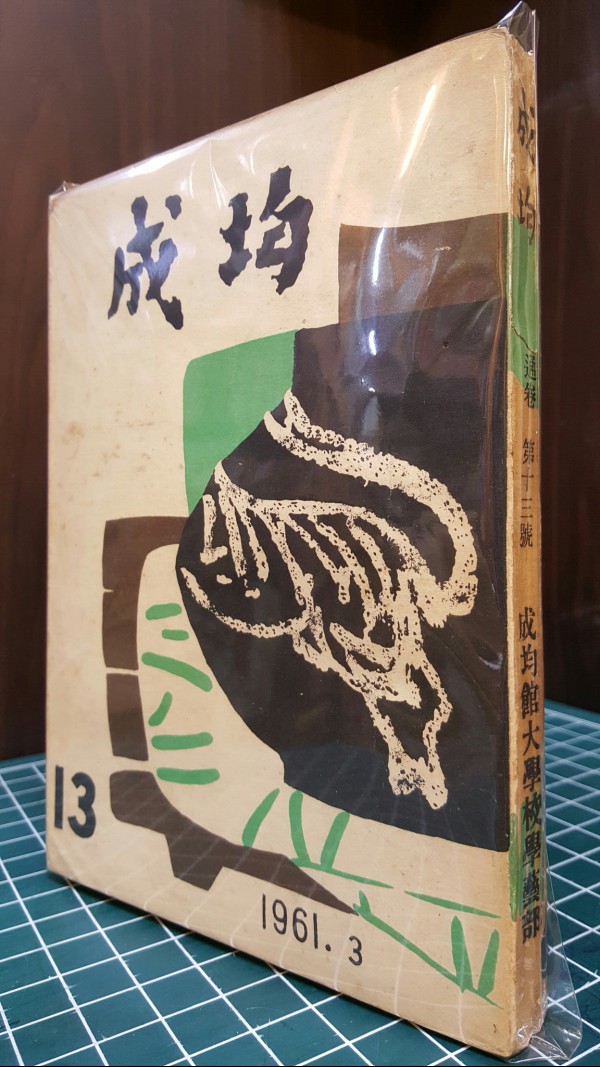 成均
13
1961.3
成均
通卷 第十三號
成均館大學校學藝部